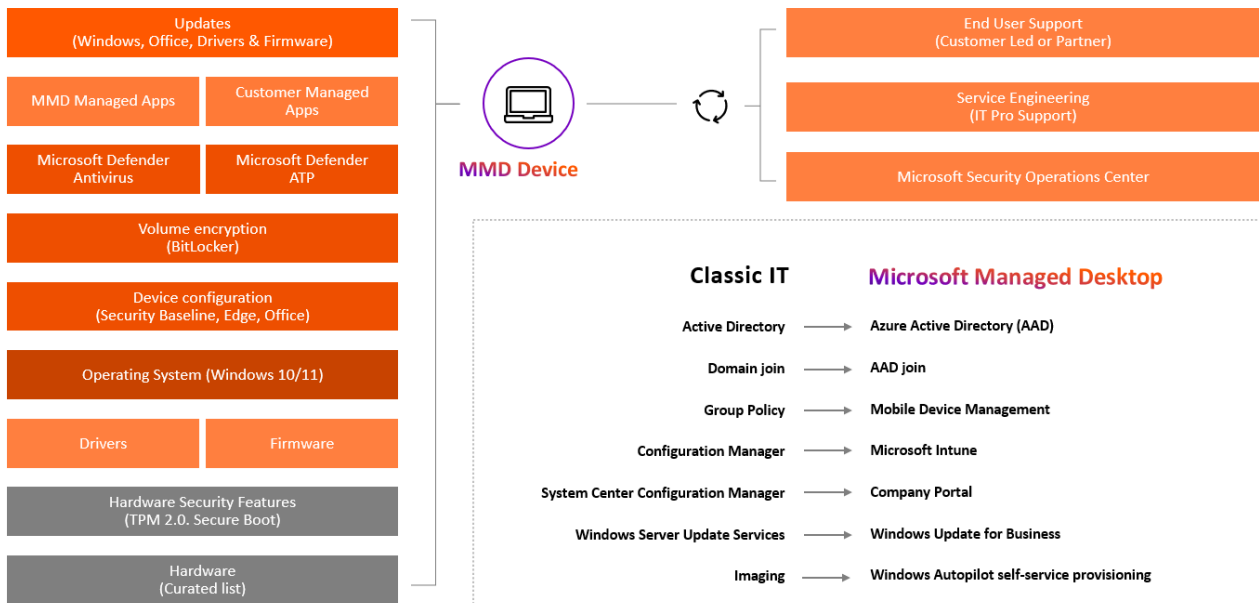 Updates
(Windows, Office, Drivers & Firmware)
MMD Managed Apps
Customer Managed
Apps
Microsoft Defender
Antivirus
Microsoft Defender
ATP
Volume encryption
(BitLocker)
Device configuration
(Security Baseline, Edge, Office)
Operating System (Windows 10/11)
Drivers
Firmware
Hardware Security Features
(TPM 2.0. Secure Boot)
Hardware
(Curated list)
MMD Device
End User Support
(Customer Led or Partner)
Service Engineering
(IT Pro Support)
Microsoft Security Operations Center
Classic IT
Microsoft Managed Desktop
Active Directory
Azure Active Directory (AAD)
Domain join
AAD join
Group Policy
Mobile Device Management
Configuration Manager
Microsoft Intune
System Center Configuration Manager
Company Portal
Windows Server Update Services
Windows Update for Business
Imaging
Windows Autopilot self-service provisioning